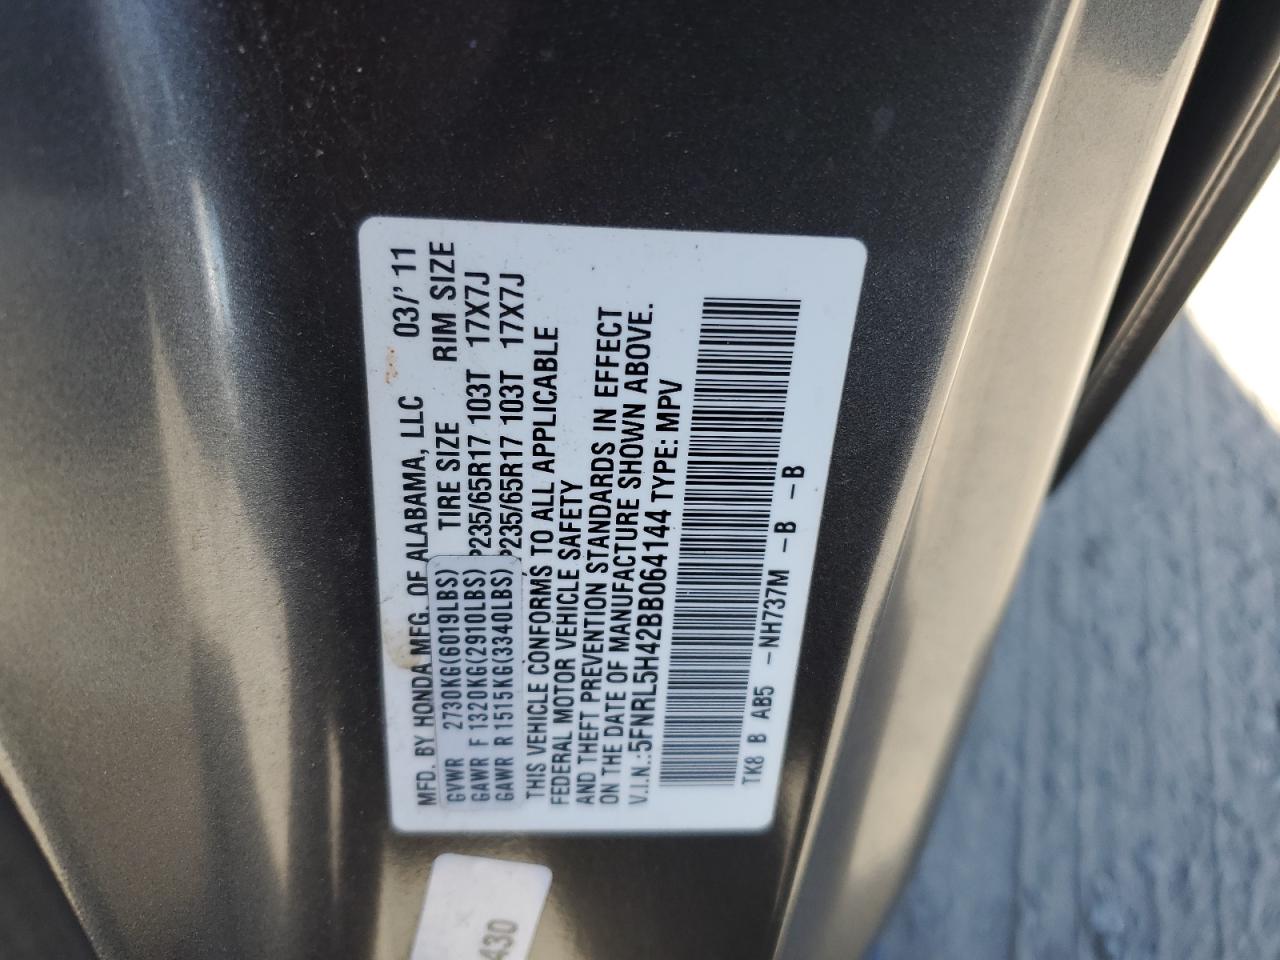 MFD. BY HONDA MFG. OF ALABAMA, LLC 03/'11
TIRE SIZE RIM SIZE
GVWR 2730KG(6019LBS)
GAWR F 1320KG(2910LBS) P235/65R17 103T 17X7J
GAWR R 1515KG(3340LBS) P235/65R17 103T 17X7J
THIS VEHICLE CONFORMS TO ALL APPLICABLE
FEDERAL MOTOR VEHICLE SAFETY
AND THEFT PREVENTION STANDARDS IN EFFECT
ON THE DATE OF MANUFACTURE SHOWN ABOVE.
V.I.N.:5FNRL5H42BB064144 TYPE: MPV
TK8 B AB5 -NH737M -B -B
430